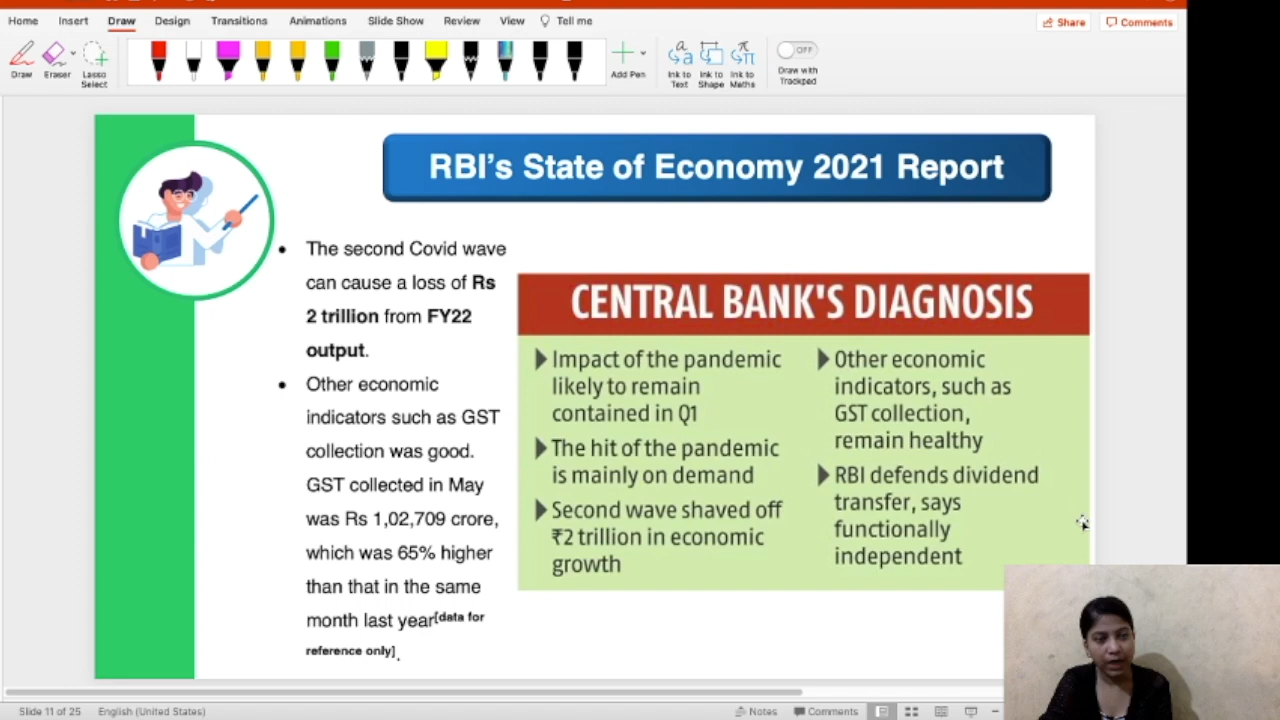 Home Insert Draw Design Transitions Animations Slide Show Review View Tell me
Share Comments
Draw Eraser Lasso Select
Add Pen
Ink to Text
Ink to Shape
Ink to Maths
OFF
Draw with Trackpad
RBI's State of Economy 2021 Report
• The second Covid wave
can cause a loss of Rs
2 trillion from FY22
output.
• Other economic
indicators such as GST
collection was good.
GST collected in May
was Rs 1,02,709 crore,
which was 65% higher
than that in the same
month last year[data for
reference only].
CENTRAL BANK'S DIAGNOSIS
Impact of the pandemic
likely to remain
contained in Q1
The hit of the pandemic
is mainly on demand
Second wave shaved off
₹2 trillion in economic
growth
Other economic
indicators, such as
GST collection,
remain healthy
RBI defends dividend
transfer, says
functionally
independent
Slide 11 of 25 English (United States)
Notes Comments